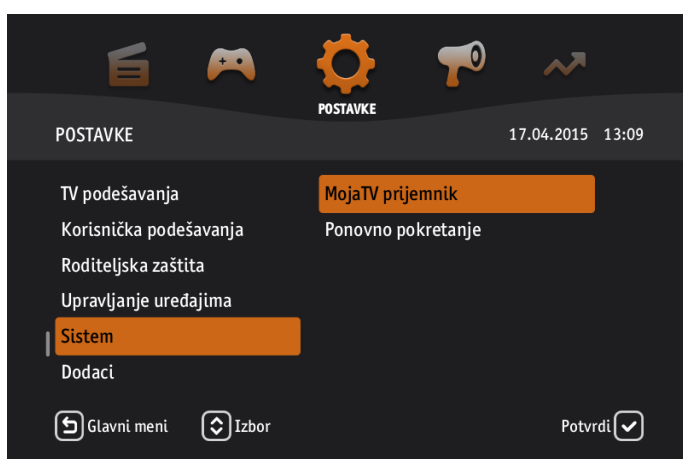 POSTAVKE
POSTAVKE 17.04.2015 13:09
TV podešavanja MojaTV prijemnik
Korisnička podešavanja Ponovno pokretanje
Roditeljska zaštita
Upravljanje uređajima
Sistem
Dodaci
Glavni meni Izbor Potvrdi